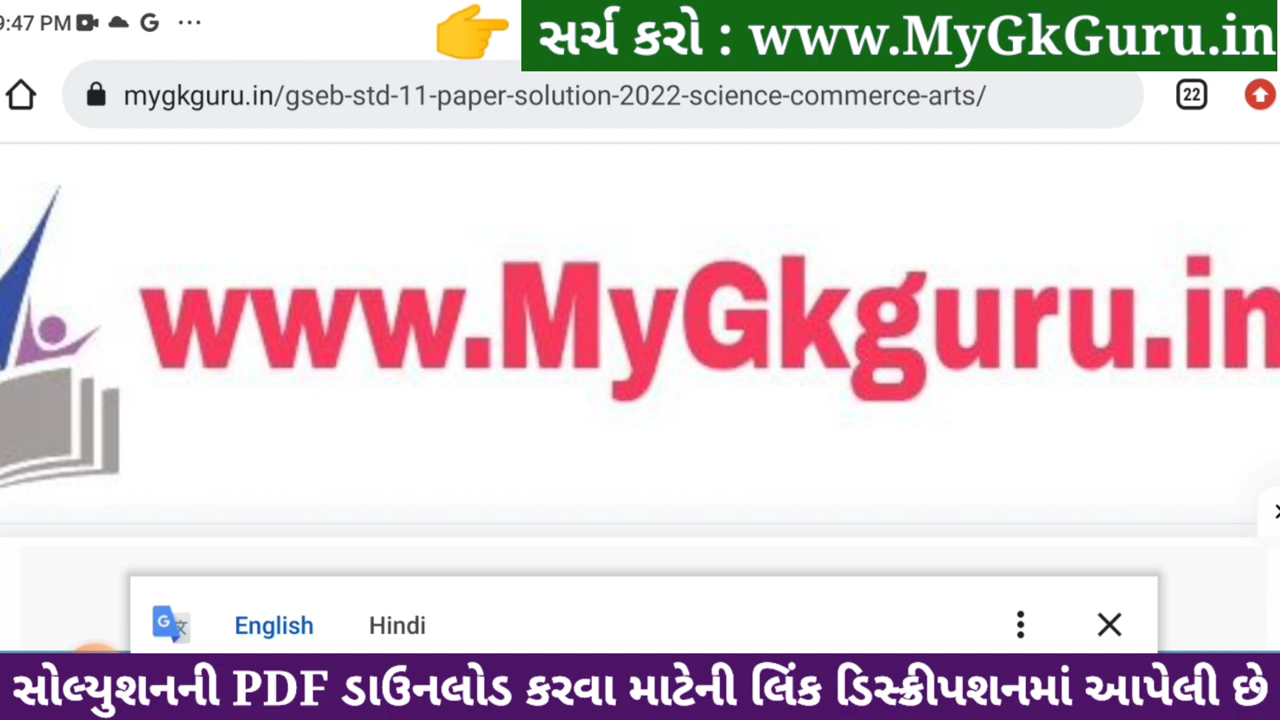 9:47 PM
સર્ચ કરો : www.MyGkGuru.in
mygkguru.in/gseb-std-11-paper-solution-2022-science-commerce-arts/
22
www.MyGkguru.in
English Hindi
સોલ્યુશનની PDF ડાઉનલોડ કરવા માટેની લિંક ડિસ્ક્રીપશનમાં આપેલી છે